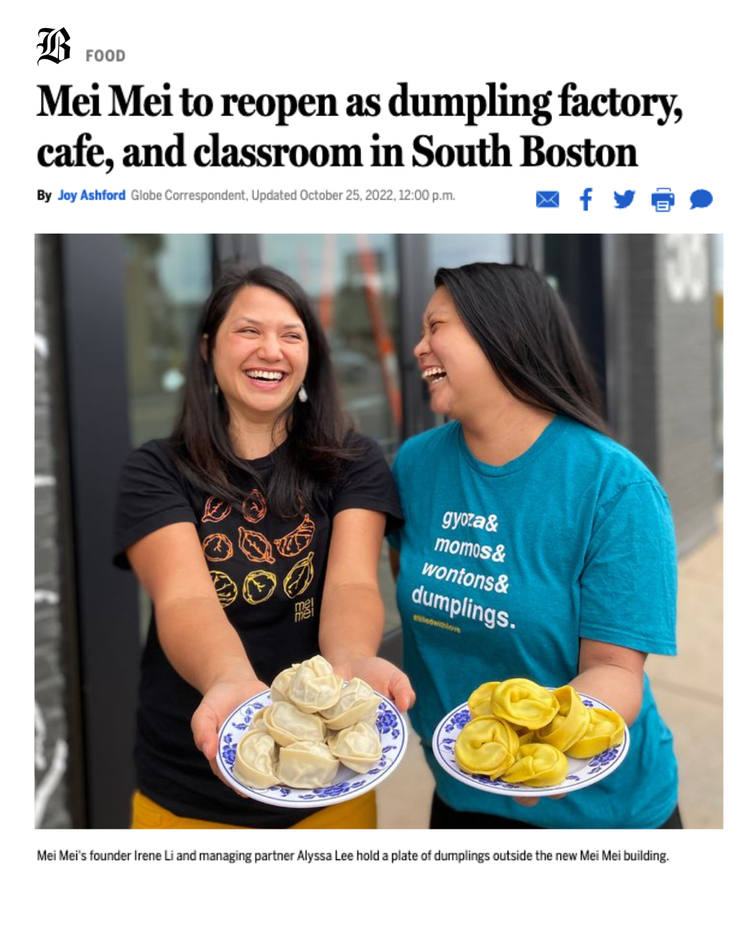 B FOOD
Mei Mei to reopen as dumpling factory,
cafe, and classroom in South Boston
By Joy Ashford Globe Correspondent, Updated October 25, 2022, 12:00 p.m.
mei
mei
gyoza&
momos&
wontons&
dumplings.
#filledwithlove
Mei Mei's founder Irene Li and managing partner Alyssa Lee hold a plate of dumplings outside the new Mei Mei building.